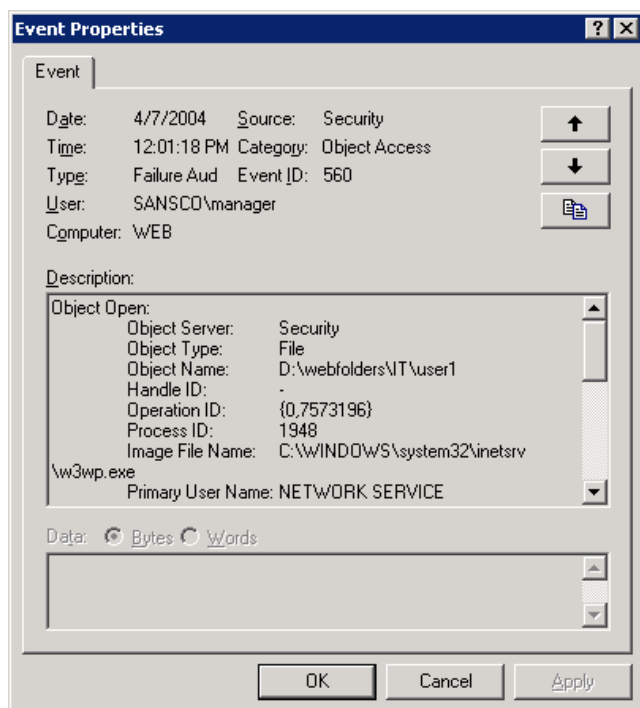 Event Properties
Event
Date: 4/7/2004 Source: Security
Time: 12:01:18 PM Category: Object Access
Type: Failure Aud Event ID: 560
User: SANSCO\manager
Computer: WEB
Description:
Object Open:
Object Server: Security
Object Type: File
Object Name: D:\webfolders\IT\user1
Handle ID: -
Operation ID: {0,7573196}
Process ID: 1948
Image File Name: C:\WINDOWS\system32\inetsrv
\w3wp.exe
Primary User Name: NETWORK SERVICE
Data: Bytes Words
OK Cancel Apply